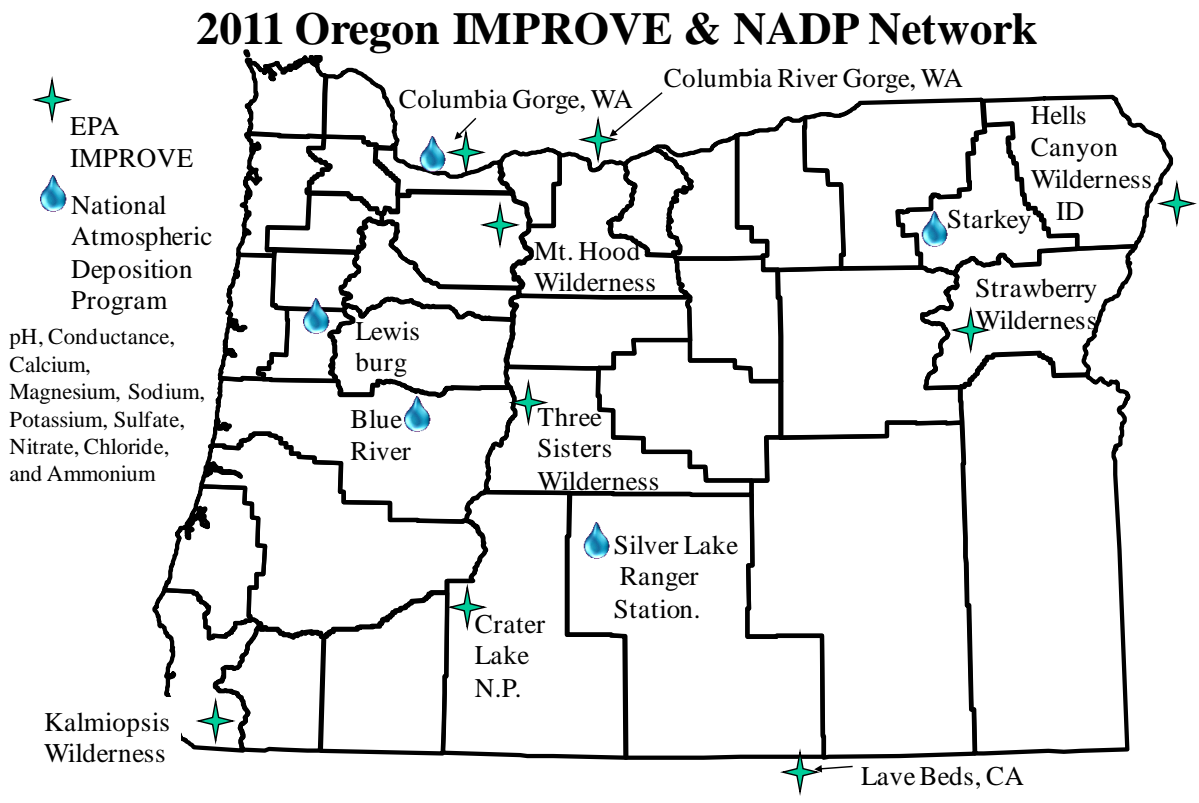 2011 Oregon IMPROVE & NADP Network
EPA
IMPROVE
National
Atmospheric
Deposition
Program
pH, Conductance,
Calcium,
Magnesium, Sodium,
Potassium, Sulfate,
Nitrate, Chloride,
and Ammonium
Columbia Gorge, WA
Columbia River Gorge, WA
Hells
Canyon
Wilderness
ID
Starkey
Mt. Hood
Wilderness
Strawberry
Wilderness
Lewis
burg
Blue
River
Three
Sisters
Wilderness
Silver Lake
Ranger
Station.
Crater
Lake
N.P.
Kalmiopsis
Wilderness
Lave Beds, CA